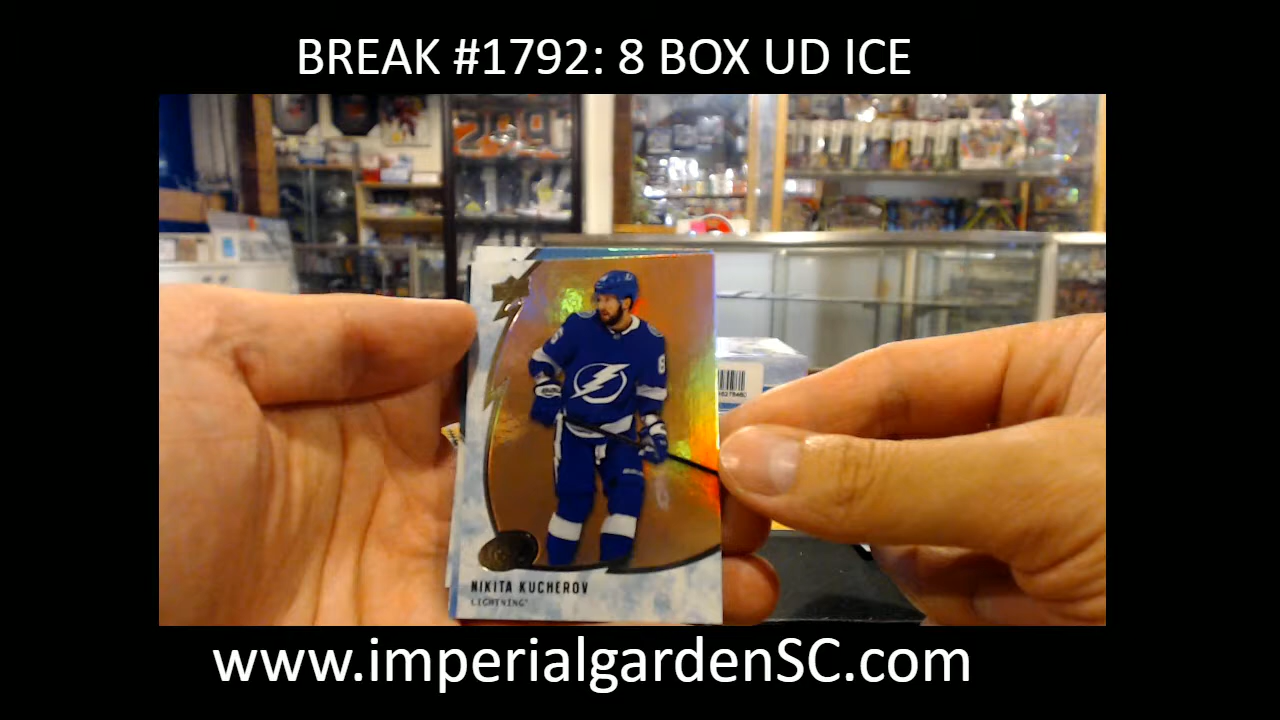 BREAK #1792: 8 BOX UD ICE
NIKITA KUCHEROV
LIGHTNING
www.imperialgardenSC.com